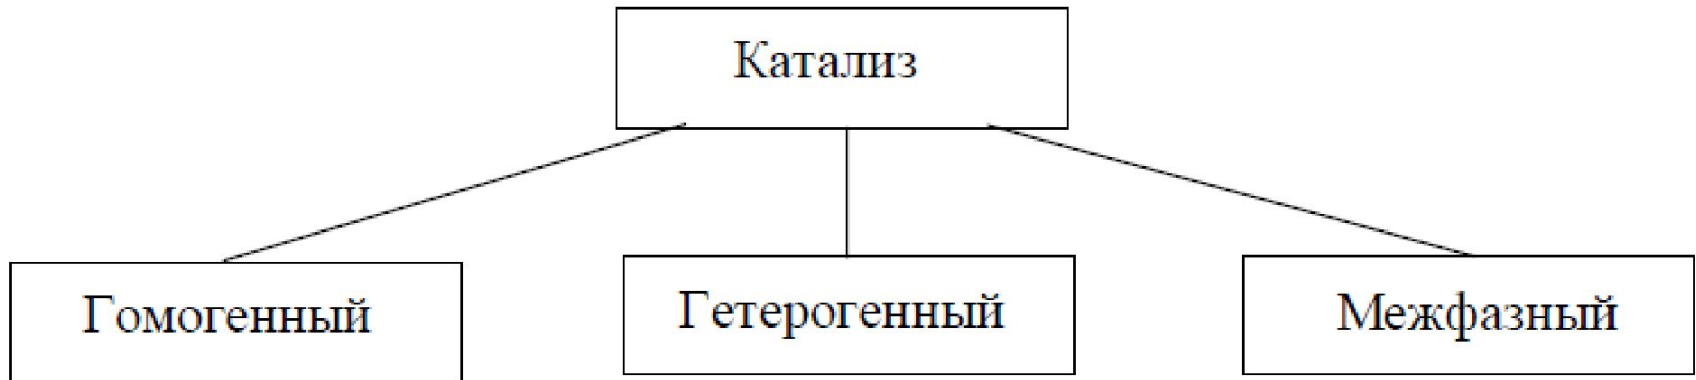 Катализ
Гомогенный
Гетерогенный
Межфазный